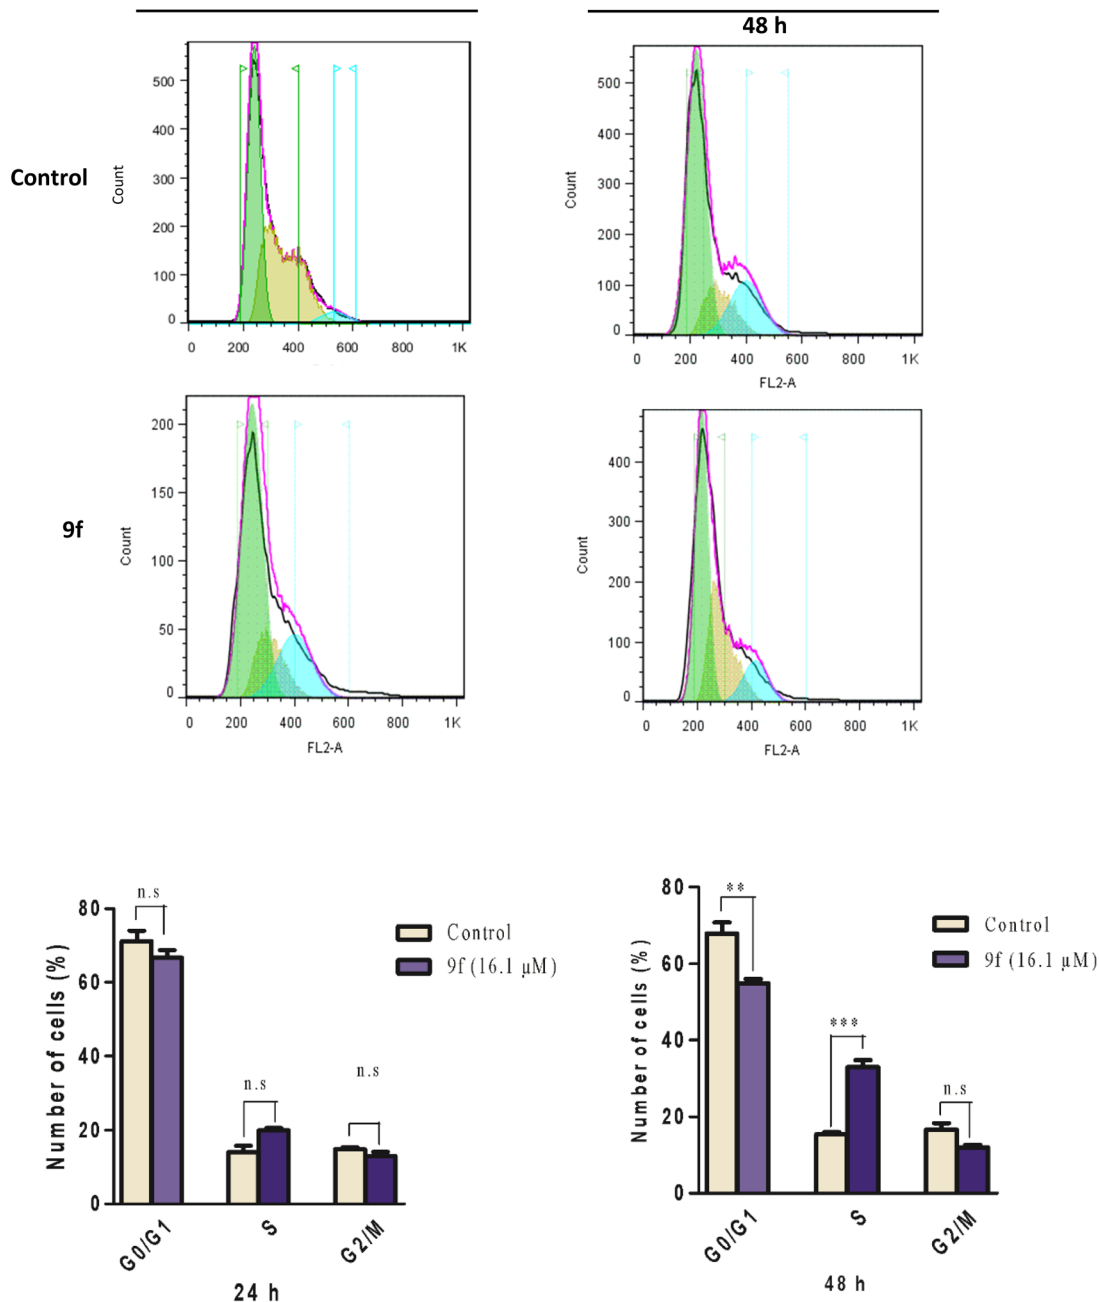 48 h
Control
Count
500
400
300
200
100
0
0 200 400 600 800 1K
Count
500
400
300
200
100
0
0 200 400 600 800 1K
FL2-A
9f
Count
200
150
100
50
0
0 200 400 600 800 1K
FL2-A
Count
400
300
200
100
0
0 200 400 600 800 1K
FL2-A
Number of cells (%)
80
60
40
20
0
n.s
n.s
n.s
Control
9f (16.1 µM)
G0/G1
S
G2/M
24 h
Number of cells (%)
80
60
40
20
0
**
***
n.s
Control
9f (16.1 µM)
G0/G1
S
G2/M
48 h